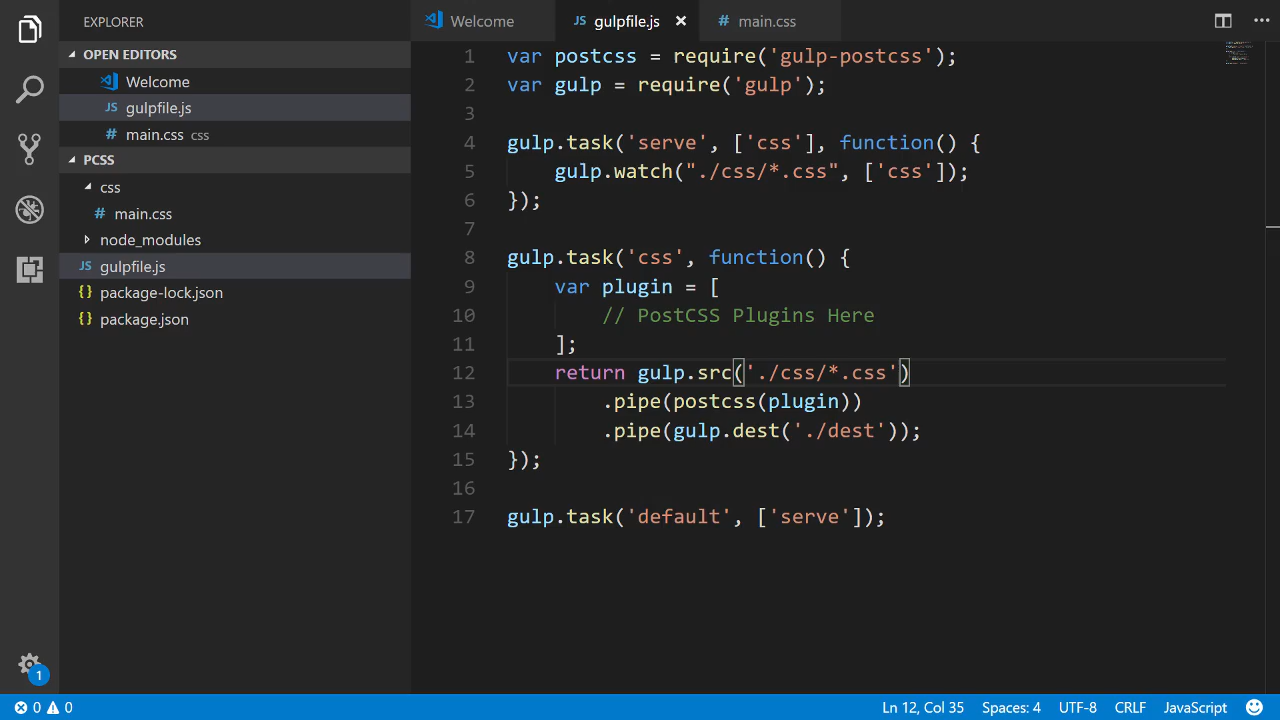 EXPLORER
OPEN EDITORS
Welcome
JS gulpfile.js
# main.css css
PCSS
css
# main.css
node_modules
JS gulpfile.js
{} package-lock.json
{} package.json
1
Welcome
JS gulpfile.js ×
# main.css
1 var postcss = require('gulp-postcss');
2 var gulp = require('gulp');
3
4 gulp.task('serve', ['css'], function() {
5 gulp.watch("./css/*.css", ['css']);
6 });
7
8 gulp.task('css', function() {
9 var plugin = [
10 // PostCSS Plugins Here
11 ];
12 return gulp.src('./css/*.css')
13 .pipe(postcss(plugin))
14 .pipe(gulp.dest('./dest'));
15 });
16
17 gulp.task('default', ['serve']);
0 0
Ln 12, Col 35 Spaces: 4 UTF-8 CRLF JavaScript